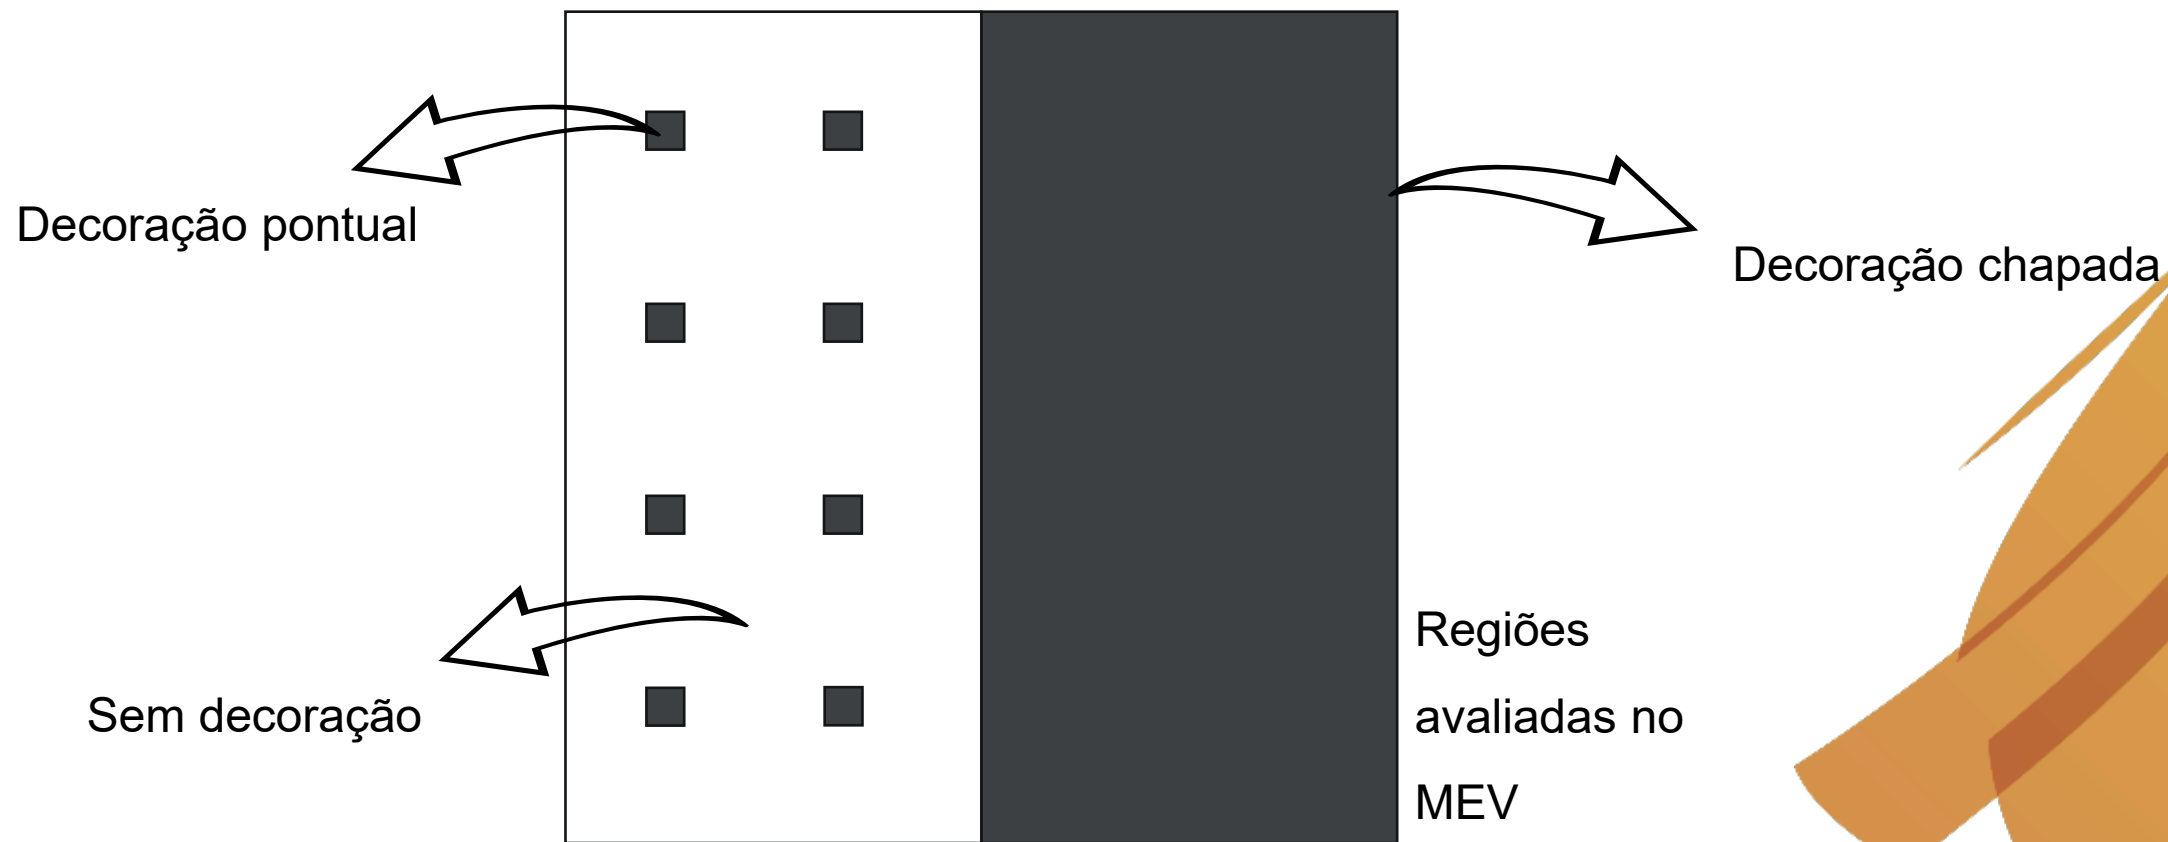 Decoração pontual
Decoração chapada
Sem decoração
Regiões
avaliadas no
MEV